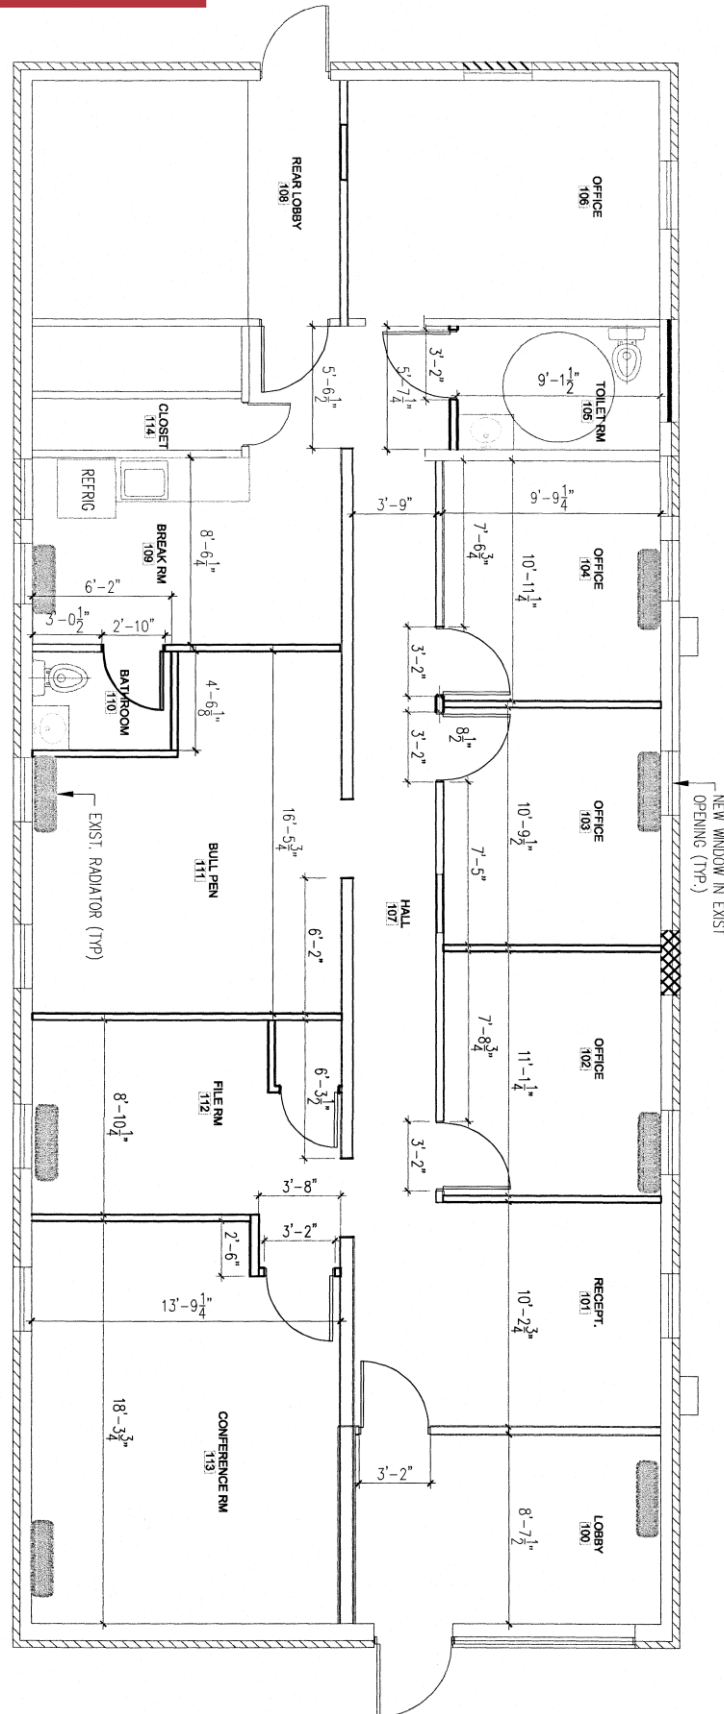 REAR LOBBY
108
OFFICE
106
5'-6½"
3'-2"
5'-7¼"
9'-1½"
TOILET RM
105
CLOSET
114
REFRIG
BREAK RM
109
8'-6¼"
3'-9"
7'-6¾"
10'-11¼"
9'-9¼"
OFFICE
104
6'-2"
3'-0½"
2'-10"
BATHROOM
110
4'-6⅛"
3'-2"
3'-2"
8½"
EXIST. RADIATOR (TYP)
BULL PEN
111
16'-5¾"
6'-2"
HALL
107
7'-5"
10'-9½"
OFFICE
103
NEW WINDOW IN EXIST
OPENING (TYP.)
7'-8¾"
11'-1¼"
OFFICE
102
3'-2"
8'-10¼"
FILE RM
112
6'-3½"
3'-8"
3'-2"
2'-6"
13'-9¼"
10'-2¾"
RECEPT.
101
18'-3¾"
CONFERENCE RM
113
3'-2"
8'-7½"
LOBBY
100